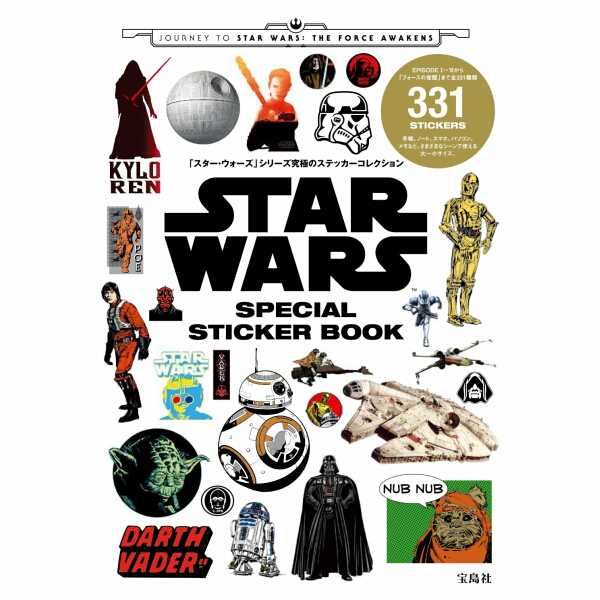 JOURNEY TO STAR WARS: THE FORCE AWAKENS
EPISODE I~VIから
「フォースの覚醒」まで全331種類
331
STICKERS
手帳、ノート、スマホ、パソコン、
メモなど、さまざまなシーンで使える
大~小サイズ。
KYLO
REN
「スター・ウォーズ」シリーズ究極のステッカーコレクション
STAR
WARS
TM
SPECIAL
STICKER BOOK
POE
STAR
WARS
VADER
NUB NUB
DARTH
VADER
宝島社